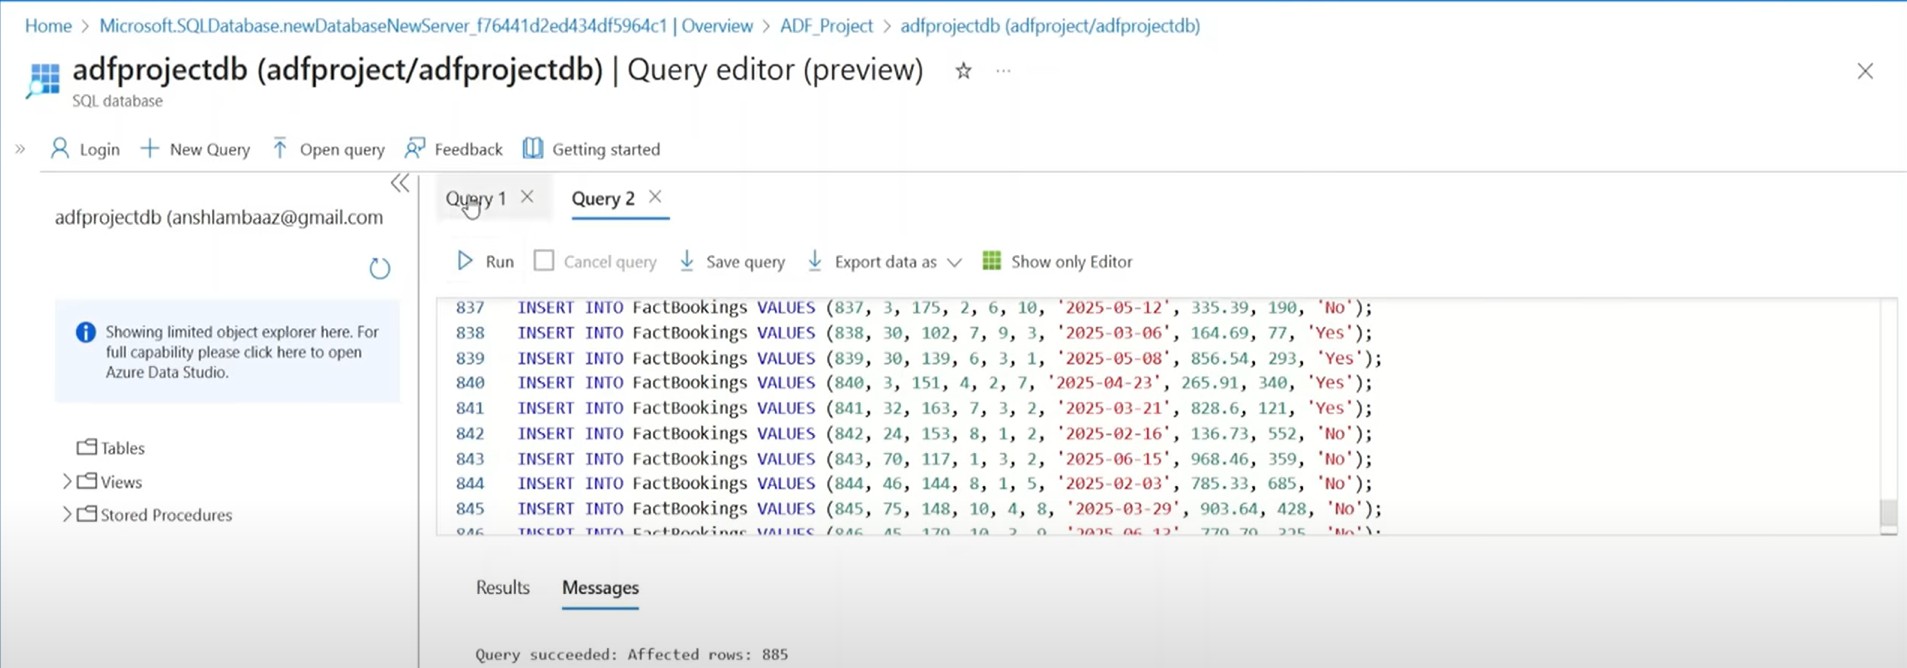 Home > Microsoft.SQLDatabase.newDatabaseNewServer_f76441d2ed434df5964c1 | Overview > ADF_Project > adfprojectdb (adfproject/adfprojectdb)
adfprojectdb (adfproject/adfprojectdb) | Query editor (preview)
SQL database
Login New Query Open query Feedback Getting started
adfprojectdb (anshlambaaz@gmail.com
Showing limited object explorer here. For
full capability please click here to open
Azure Data Studio.
Tables
Views
Stored Procedures
Query 1 Query 2
Run Cancel query Save query Export data as Show only Editor
837 INSERT INTO FactBookings VALUES (837, 3, 175, 2, 6, 10, '2025-05-12', 335.39, 190, 'No');
838 INSERT INTO FactBookings VALUES (838, 30, 102, 7, 9, 3, '2025-03-06', 164.69, 77, 'Yes');
839 INSERT INTO FactBookings VALUES (839, 30, 139, 6, 3, 1, '2025-05-08', 856.54, 293, 'Yes');
840 INSERT INTO FactBookings VALUES (840, 3, 151, 4, 2, 7, '2025-04-23', 265.91, 340, 'Yes');
841 INSERT INTO FactBookings VALUES (841, 32, 163, 7, 3, 2, '2025-03-21', 828.6, 121, 'Yes');
842 INSERT INTO FactBookings VALUES (842, 24, 153, 8, 1, 2, '2025-02-16', 136.73, 552, 'No');
843 INSERT INTO FactBookings VALUES (843, 70, 117, 1, 3, 2, '2025-06-15', 968.46, 359, 'No');
844 INSERT INTO FactBookings VALUES (844, 46, 144, 8, 1, 5, '2025-02-03', 785.33, 685, 'No');
845 INSERT INTO FactBookings VALUES (845, 75, 148, 10, 4, 8, '2025-03-29', 903.64, 428, 'No');
846 INSERT INTO FactBookings VALUES (846, 45,
Results Messages
Query succeeded: Affected rows: 885